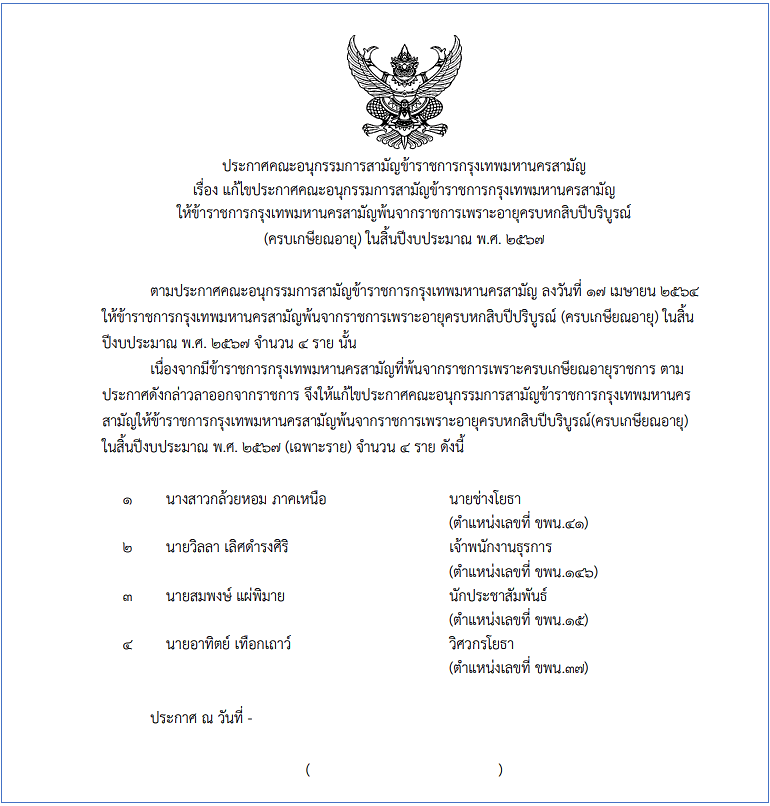 ประกาศคณะอนุกรรมการสามัญข้าราชการกรุงเทพมหานครสามัญ
เรื่อง แก้ไขประกาศคณะอนุกรรมการสามัญข้าราชการกรุงเทพมหานครสามัญ
ให้ข้าราชการกรุงเทพมหานครสามัญพ้นจากราชการเพราะอายุครบหกสิบปีบริบูรณ์
(ครบเกษียณอายุ) ในสิ้นปีงบประมาณ พ.ศ. ๒๕๖๗
ตามประกาศคณะอนุกรรมการสามัญข้าราชการกรุงเทพมหานครสามัญ ลงวันที่ ๑๗ เมษายน ๒๕๖๔
ให้ข้าราชการกรุงเทพมหานครสามัญพ้นจากราชการเพราะอายุครบหกสิบปีปริบูรณ์ (ครบเกษียณอายุ) ในสิ้น
ปีงบประมาณ พ.ศ. ๒๕๖๗ จำนวน ๔ ราย นั้น
เนื่องจากมีข้าราชการกรุงเทพมหานครสามัญที่พ้นจากราชการเพราะครบเกษียณอายุราชการ ตาม
ประกาศดังกล่าวลาออกจากราชการ จึงให้แก้ไขประกาศคณะอนุกรรมการสามัญข้าราชการกรุงเทพมหานคร
สามัญให้ข้าราชการกรุงเทพมหานครสามัญพ้นจากราชการเพราะอายุครบหกสิบปีบริบูรณ์(ครบเกษียณอายุ)
ในสิ้นปีงบประมาณ พ.ศ. ๒๕๖๗ (เฉพาะราย) จำนวน ๔ ราย ดังนี้
๑ นางสาวกล้วยหอม ภาคเหนือ นายช่างโยธา
(ตำแหน่งเลขที่ ขพน.๔๑)
๒ นายวิลลา เลิศดำรงศิริ เจ้าพนักงานธุรการ
(ตำแหน่งเลขที่ ขพน.๑๔๖)
๓ นายสมพงษ์ แผ่พิมาย นักประชาสัมพันธ์
(ตำแหน่งเลขที่ ขพน.๑๕)
๔ นายอาทิตย์ เทือกเถาว์ วิศวกรโยธา
(ตำแหน่งเลขที่ ขพน.๓๗)
ประกาศ ณ วันที่ -
( )